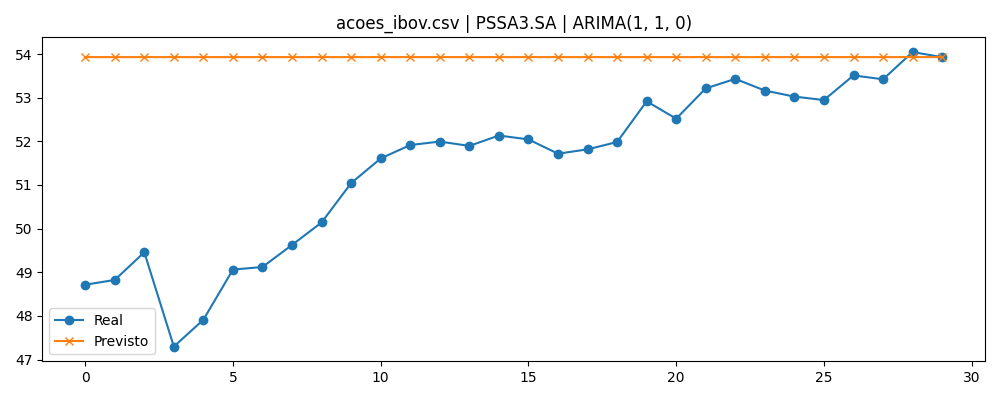 acoes_ibov.csv | PSSA3.SA | ARIMA(1, 1, 0)
54
53
52
51
50
49
48
47
Real
Previsto
0 5 10 15 20 25 30